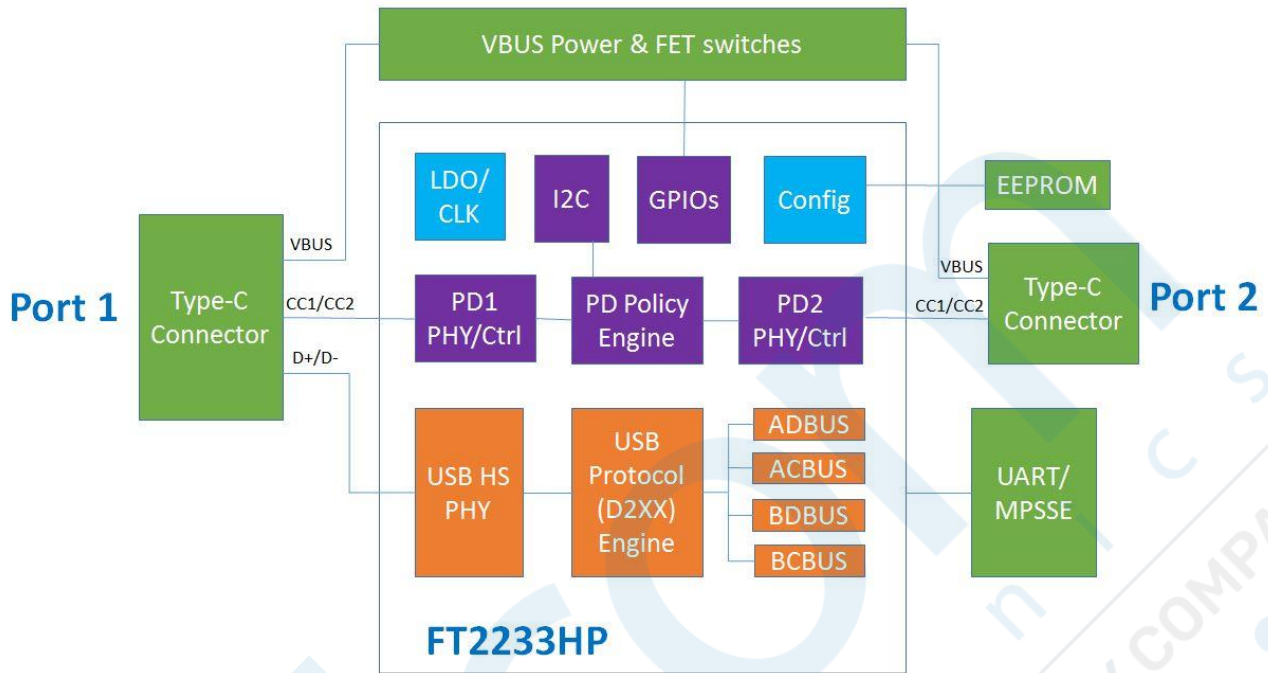 VBUS Power & FET switches
LDO/
CLK
I2C
GPIOs
Config
EEPROM
VBUS
VBUS
Port 1
Type-C
Connector
CC1/CC2
PD1
PHY/Ctrl
PD Policy
Engine
PD2
PHY/Ctrl
CC1/CC2
Type-C
Connector
Port 2
D+/D-
USB HS
PHY
USB
Protocol
(D2XX)
Engine
ADBUS
ACBUS
BDBUS
BCBUS
UART/
MPSSE
FT2233HP